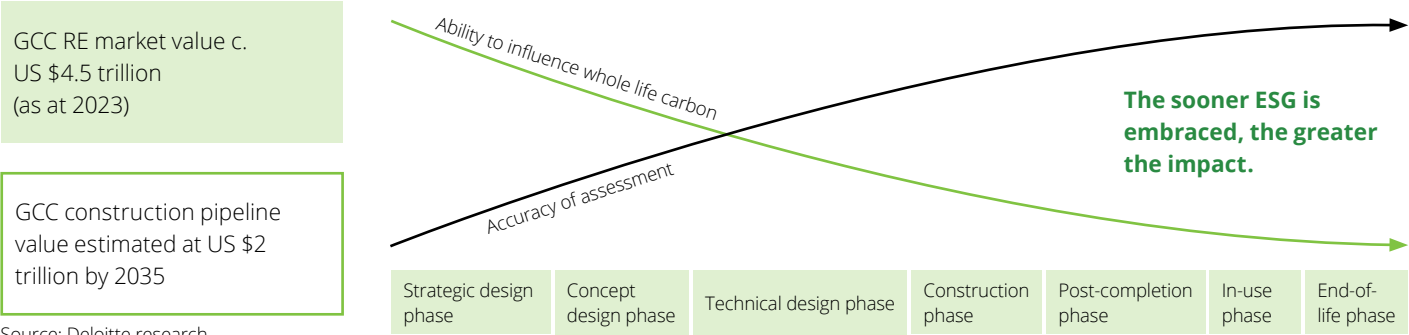 GCC RE market value c.
US $4.5 trillion
(as at 2023)
GCC construction pipeline
value estimated at US $2
trillion by 2035
Source: Deloitte research
Ability to influence whole life carbon
Accuracy of assessment
The sooner ESG is
embraced, the greater
the impact.
Strategic design
phase
Concept
design phase
Technical design phase
Construction
phase
Post-completion
phase
In-use
phase
End-of-
life phase